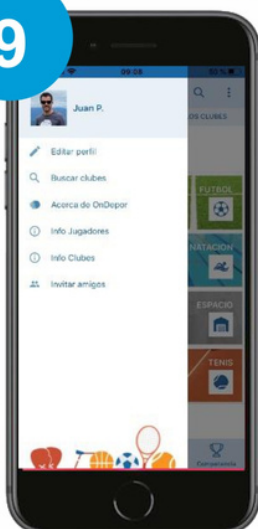 9
09:08
Juan P.
OS CLUBES
Editar perfil
Buscar clubes
Acerca de OnDepor
Info Jugadores
Info Clubes
Invitar amigos
FUTBOL
NATACION
ESPACIO
TENIS
Competencia